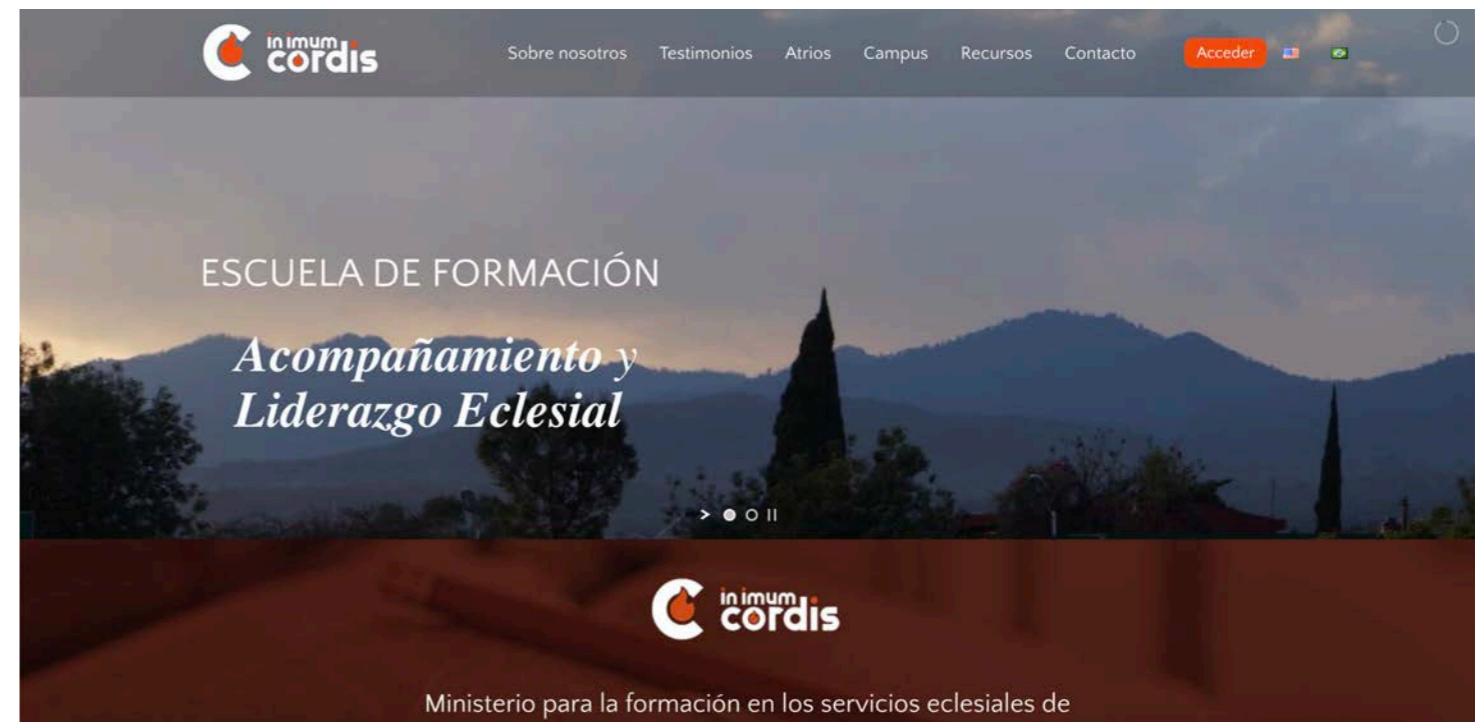 in imum
cordis
Sobre nosotros Testimonios Atrios Campus Recursos Contacto Acceder
ESCUELA DE FORMACIÓN
Acompañamiento y
Liderazgo Eclesial
in imum
cordis
Ministerio para la formación en los servicios eclesiales de